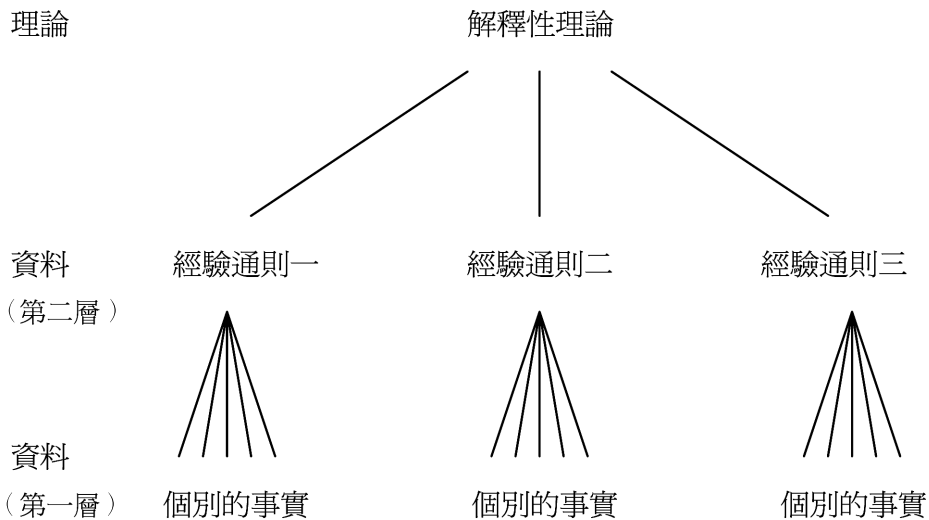 理論 解釋性理論
資料 經驗通則一 經驗通則二 經驗通則三
（第二層）
資料
（第一層） 個別的事實 個別的事實 個別的事實